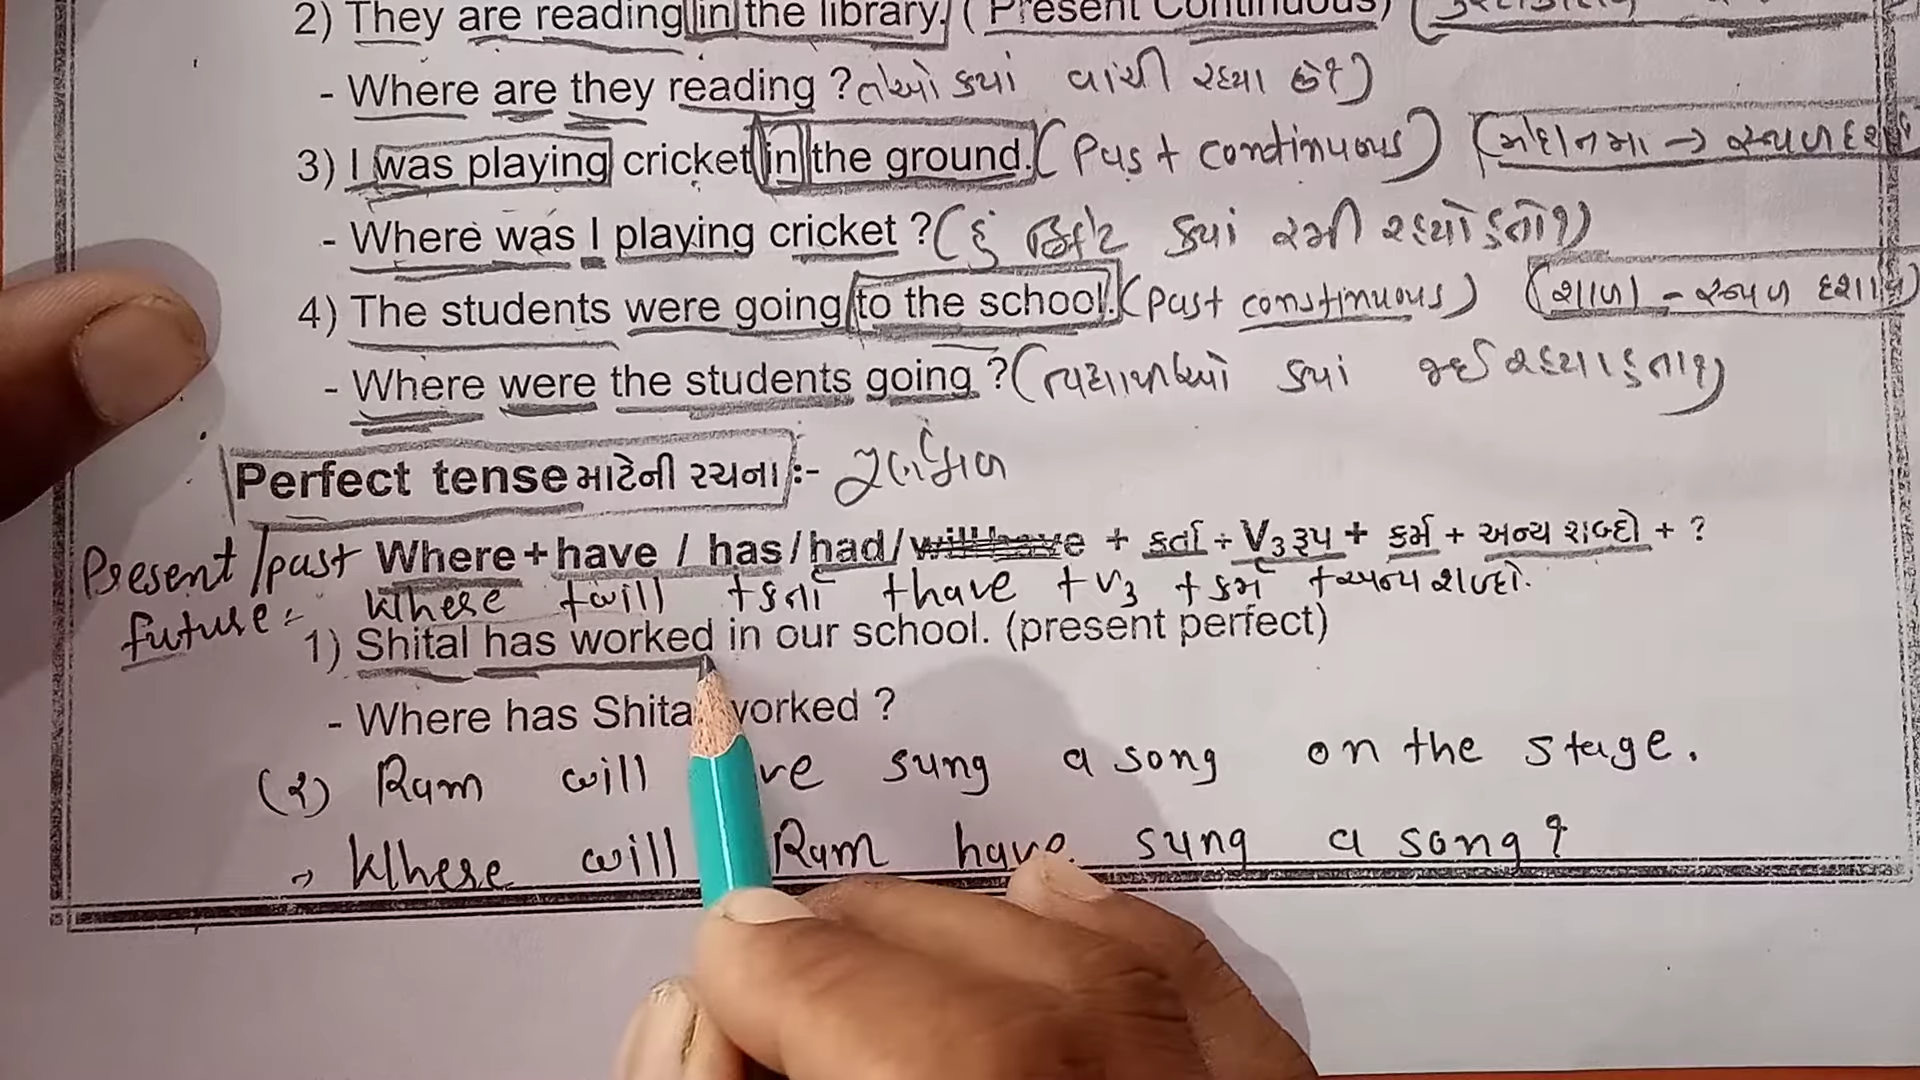 2) They are reading in the library. (Present Continuous)
- Where are they reading ? તેઓ કયાં વાંચી રહ્યા છે?)
3) I was playing cricket in the ground. (Past continuous) (મેદાનમા → સ્થળ દર્શાવે
- Where was I playing cricket ? (હું ક્રિકેટ કયાં રમી રહ્યો હતો?)
4) The students were going to the school. (Past constinuous) (શાળા - સ્થળ દર્શાવે)
- Where were the students going ? ( કયાં જઈ રહ્યા હતા?)
Perfect tense માટેની રચના :- પૂર્ણકાળ
Present / past Where + have / has / had / will have + કર્તા + V3 રૂપ + કર્મ + અન્ય શબ્દો + ?
future :- Where + will + કર્તા + have + V3 + કર્મ + અન્ય શબ્દો.
1) Shital has worked in our school. (present perfect)
- Where has Shital worked ?
(૨) Ram will have sung a song on the stage.
→ Where will Ram have sung a song ?